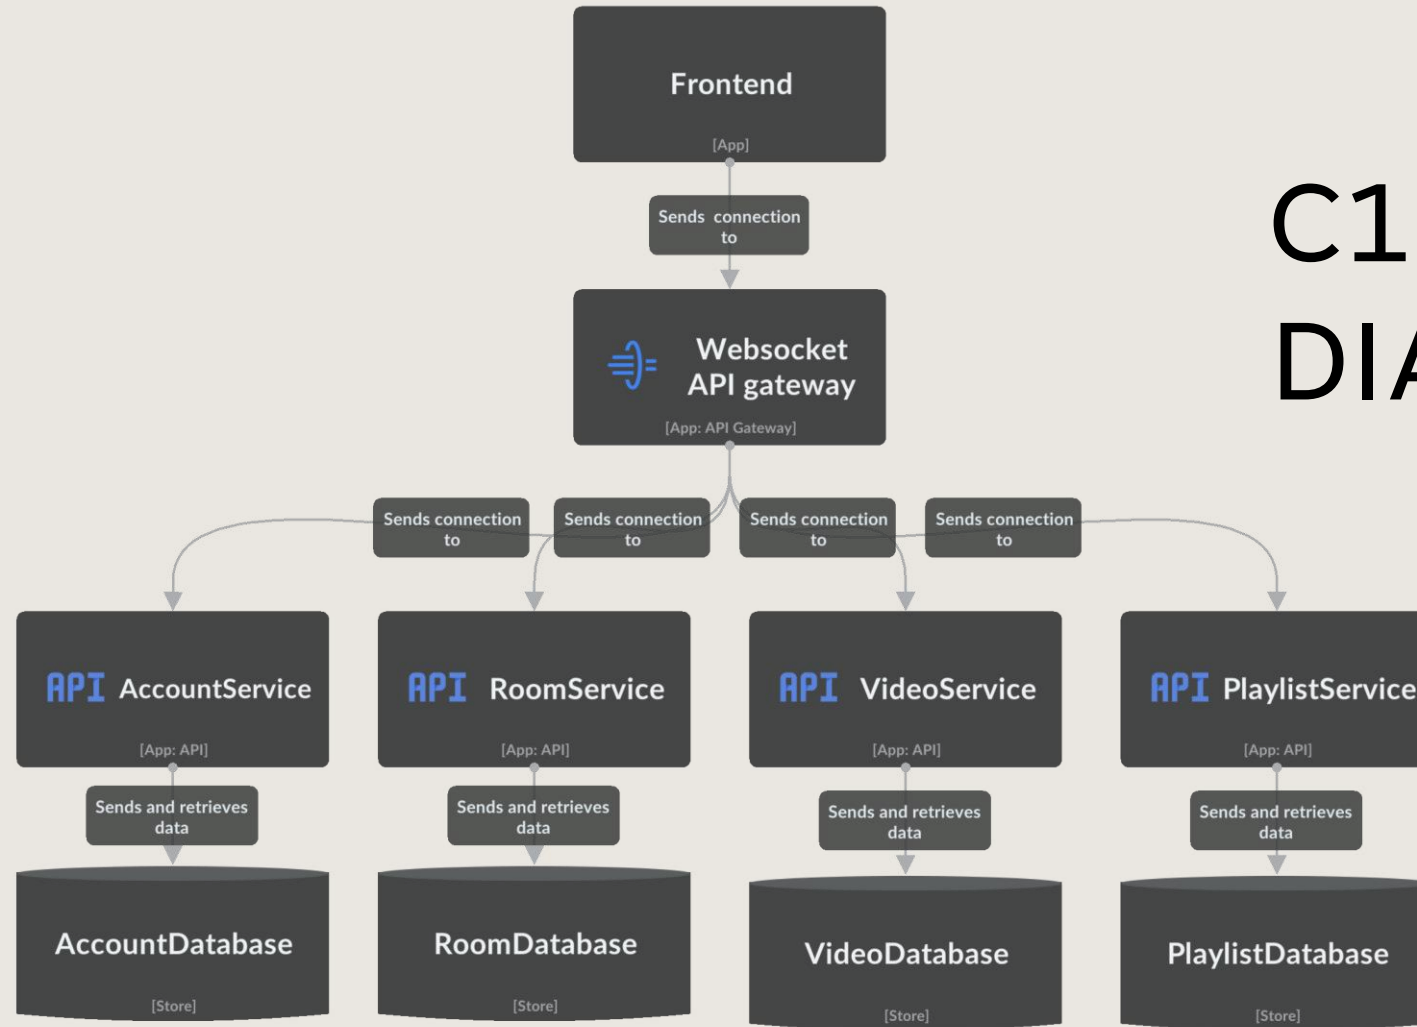 Frontend
[App]
C1
DIA
Sends connection
to
Websocket
API gateway
[App: API Gateway]
Sends connection
to
Sends connection
to
Sends connection
to
Sends connection
to
API AccountService
[App: API]
API RoomService
[App: API]
API VideoService
[App: API]
API PlaylistService
[App: API]
Sends and retrieves
data
Sends and retrieves
data
Sends and retrieves
data
Sends and retrieves
data
AccountDatabase
[Store]
RoomDatabase
[Store]
VideoDatabase
[Store]
PlaylistDatabase
[Store]